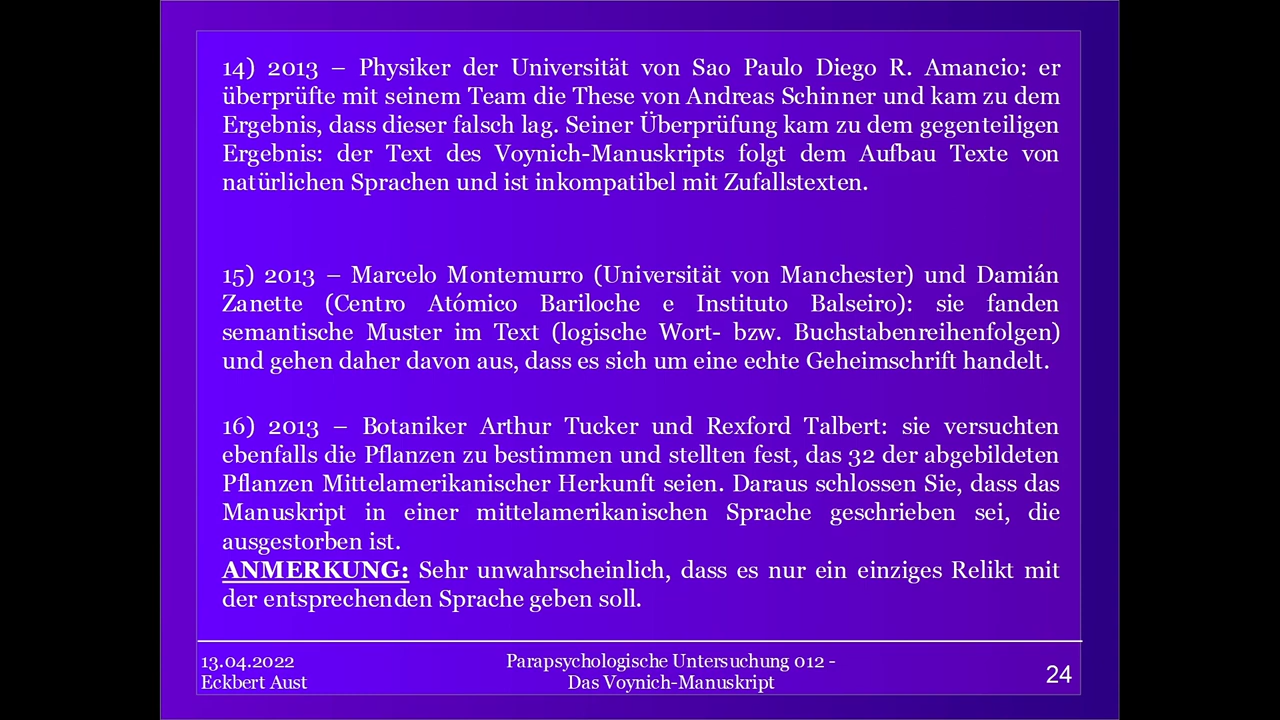 14) 2013 – Physiker der Universität von Sao Paulo Diego R. Amancio: er
überprüfte mit seinem Team die These von Andreas Schinner und kam zu dem
Ergebnis, dass dieser falsch lag. Seiner Überprüfung kam zu dem gegenteiligen
Ergebnis: der Text des Voynich-Manuskripts folgt dem Aufbau Texte von
natürlichen Sprachen und ist inkompatibel mit Zufallstexten.
15) 2013 – Marcelo Montemurro (Universität von Manchester) und Damián
Zanette (Centro Atómico Bariloche e Instituto Balseiro): sie fanden
semantische Muster im Text (logische Wort- bzw. Buchstabenreihenfolgen)
und gehen daher davon aus, dass es sich um eine echte Geheimschrift handelt.
16) 2013 – Botaniker Arthur Tucker und Rexford Talbert: sie versuchten
ebenfalls die Pflanzen zu bestimmen und stellten fest, das 32 der abgebildeten
Pflanzen Mittelamerikanischer Herkunft seien. Daraus schlossen Sie, dass das
Manuskript in einer mittelamerikanischen Sprache geschrieben sei, die
ausgestorben ist.
ANMERKUNG: Sehr unwahrscheinlich, dass es nur ein einziges Relikt mit
der entsprechenden Sprache geben soll.
13.04.2022
Eckbert Aust
Parapsychologische Untersuchung 012 -
Das Voynich-Manuskript
24